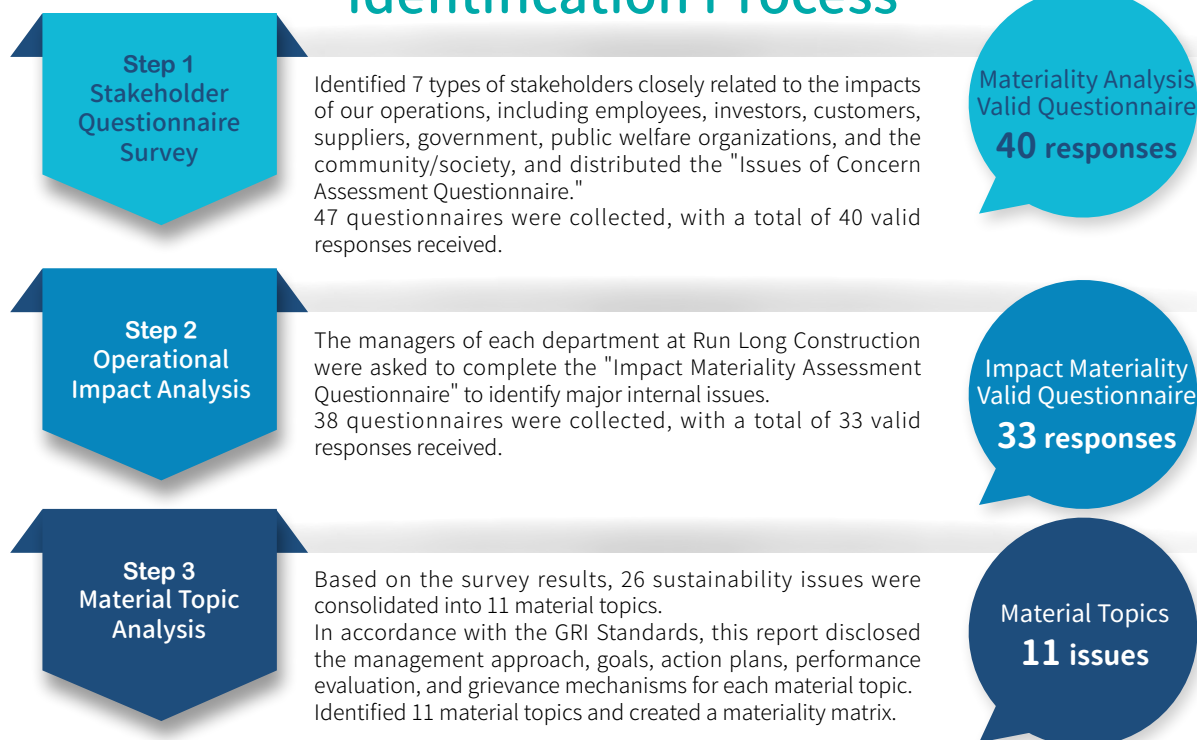 Identification Process
Step 1
Stakeholder
Questionnaire
Survey
Identified 7 types of stakeholders closely related to the impacts
of our operations, including employees, investors, customers,
suppliers, government, public welfare organizations, and the
community/society, and distributed the "Issues of Concern
Assessment Questionnaire."
47 questionnaires were collected, with a total of 40 valid
responses received.
Materiality Analysis
Valid Questionnaire
40 responses
Step 2
Operational
Impact Analysis
The managers of each department at Run Long Construction
were asked to complete the "Impact Materiality Assessment
Questionnaire" to identify major internal issues.
38 questionnaires were collected, with a total of 33 valid
responses received.
Impact Materiality
Valid Questionnaire
33 responses
Step 3
Material Topic
Analysis
Based on the survey results, 26 sustainability issues were
consolidated into 11 material topics.
In accordance with the GRI Standards, this report disclosed
the management approach, goals, action plans, performance
evaluation, and grievance mechanisms for each material topic.
Identified 11 material topics and created a materiality matrix.
Material Topics
11 issues